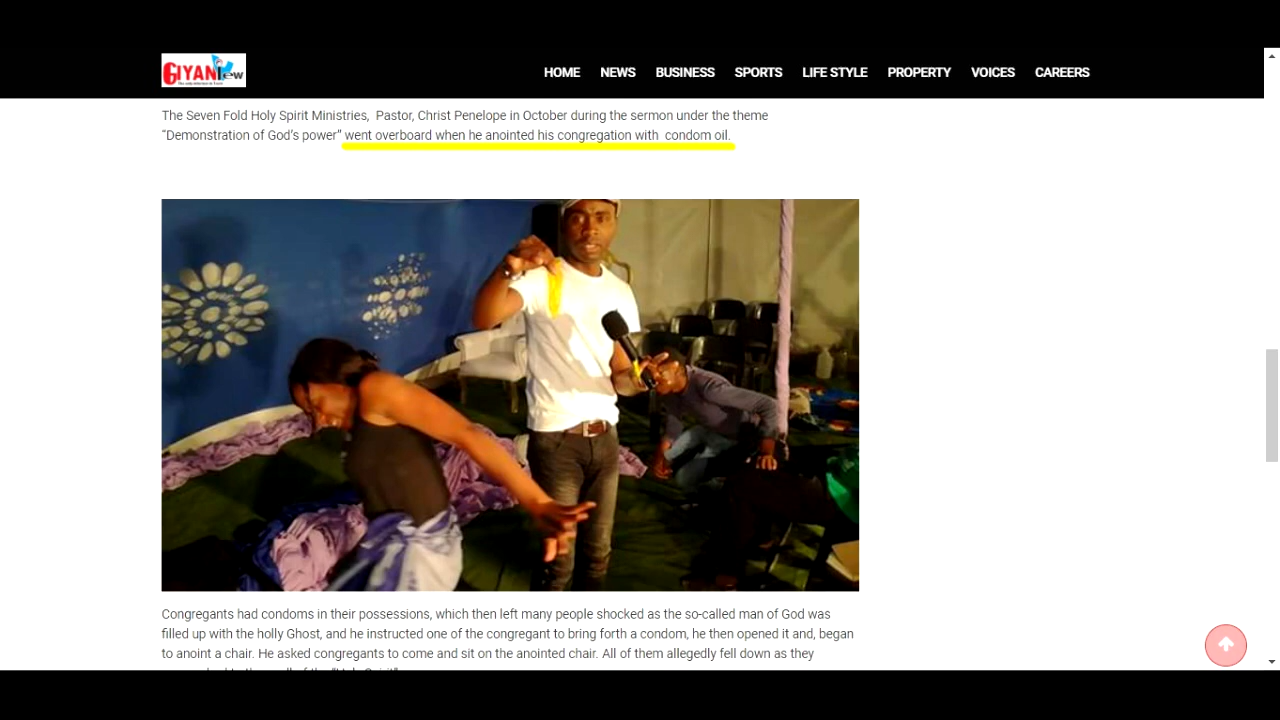 GIYANI
HOME NEWS BUSINESS SPORTS LIFE STYLE PROPERTY VOICES CAREERS
The Seven Fold Holy Spirit Ministries, Pastor, Christ Penelope in October during the sermon under the theme
“Demonstration of God’s power” went overboard when he anointed his congregation with condom oil.
Congregants had condoms in their possessions, which then left many people shocked as the so-called man of God was
filled up with the holly Ghost, and he instructed one of the congregant to bring forth a condom, he then opened it and, began
to anoint a chair. He asked congregants to come and sit on the anointed chair. All of them allegedly fell down as they